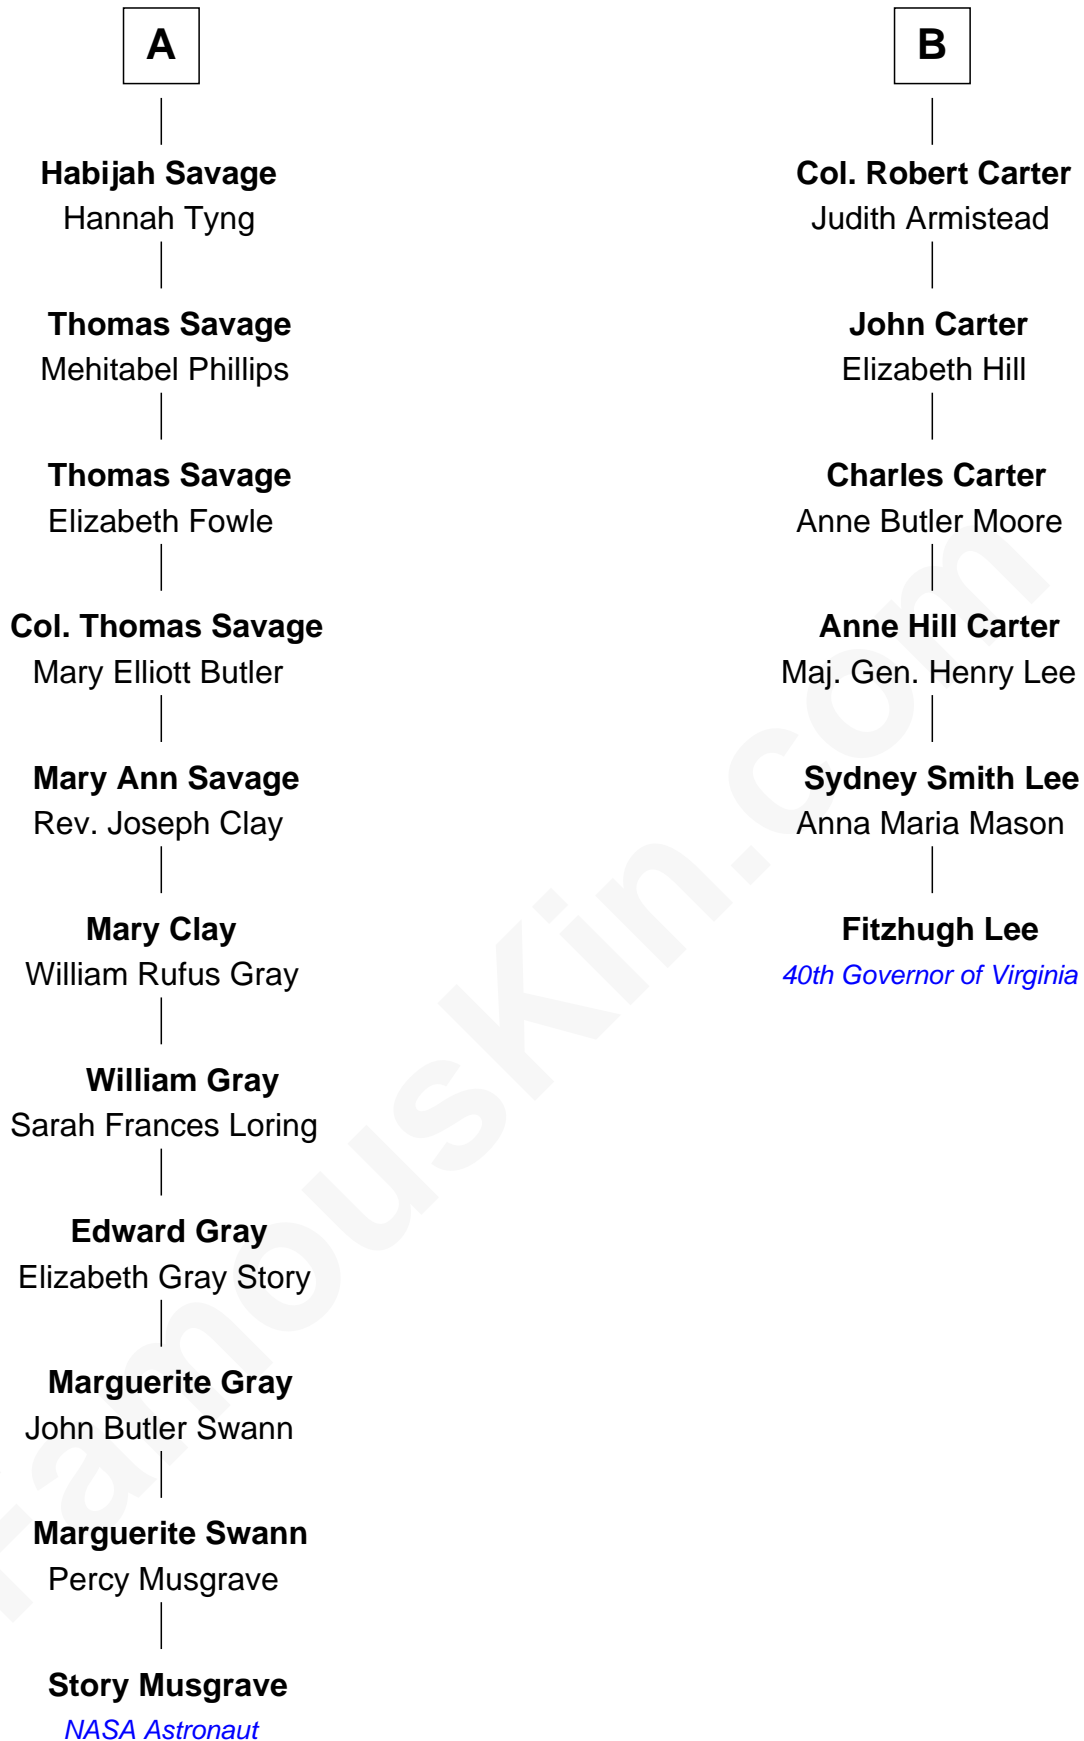 A
Habijah Savage
Hannah Tyng
Thomas Savage
Mehitabel Phillips
Thomas Savage
Elizabeth Fowle
Col. Thomas Savage
Mary Elliott Butler
Mary Ann Savage
Rev. Joseph Clay
Mary Clay
William Rufus Gray
William Gray
Sarah Frances Loring
Edward Gray
Elizabeth Gray Story
Marguerite Gray
John Butler Swann
Marguerite Swann
Percy Musgrave
Story Musgrave
NASA Astronaut
B
Col. Robert Carter
Judith Armistead
John Carter
Elizabeth Hill
Charles Carter
Anne Butler Moore
Anne Hill Carter
Maj. Gen. Henry Lee
Sydney Smith Lee
Anna Maria Mason
Fitzhugh Lee
40th Governor of Virginia
FamousKin.com